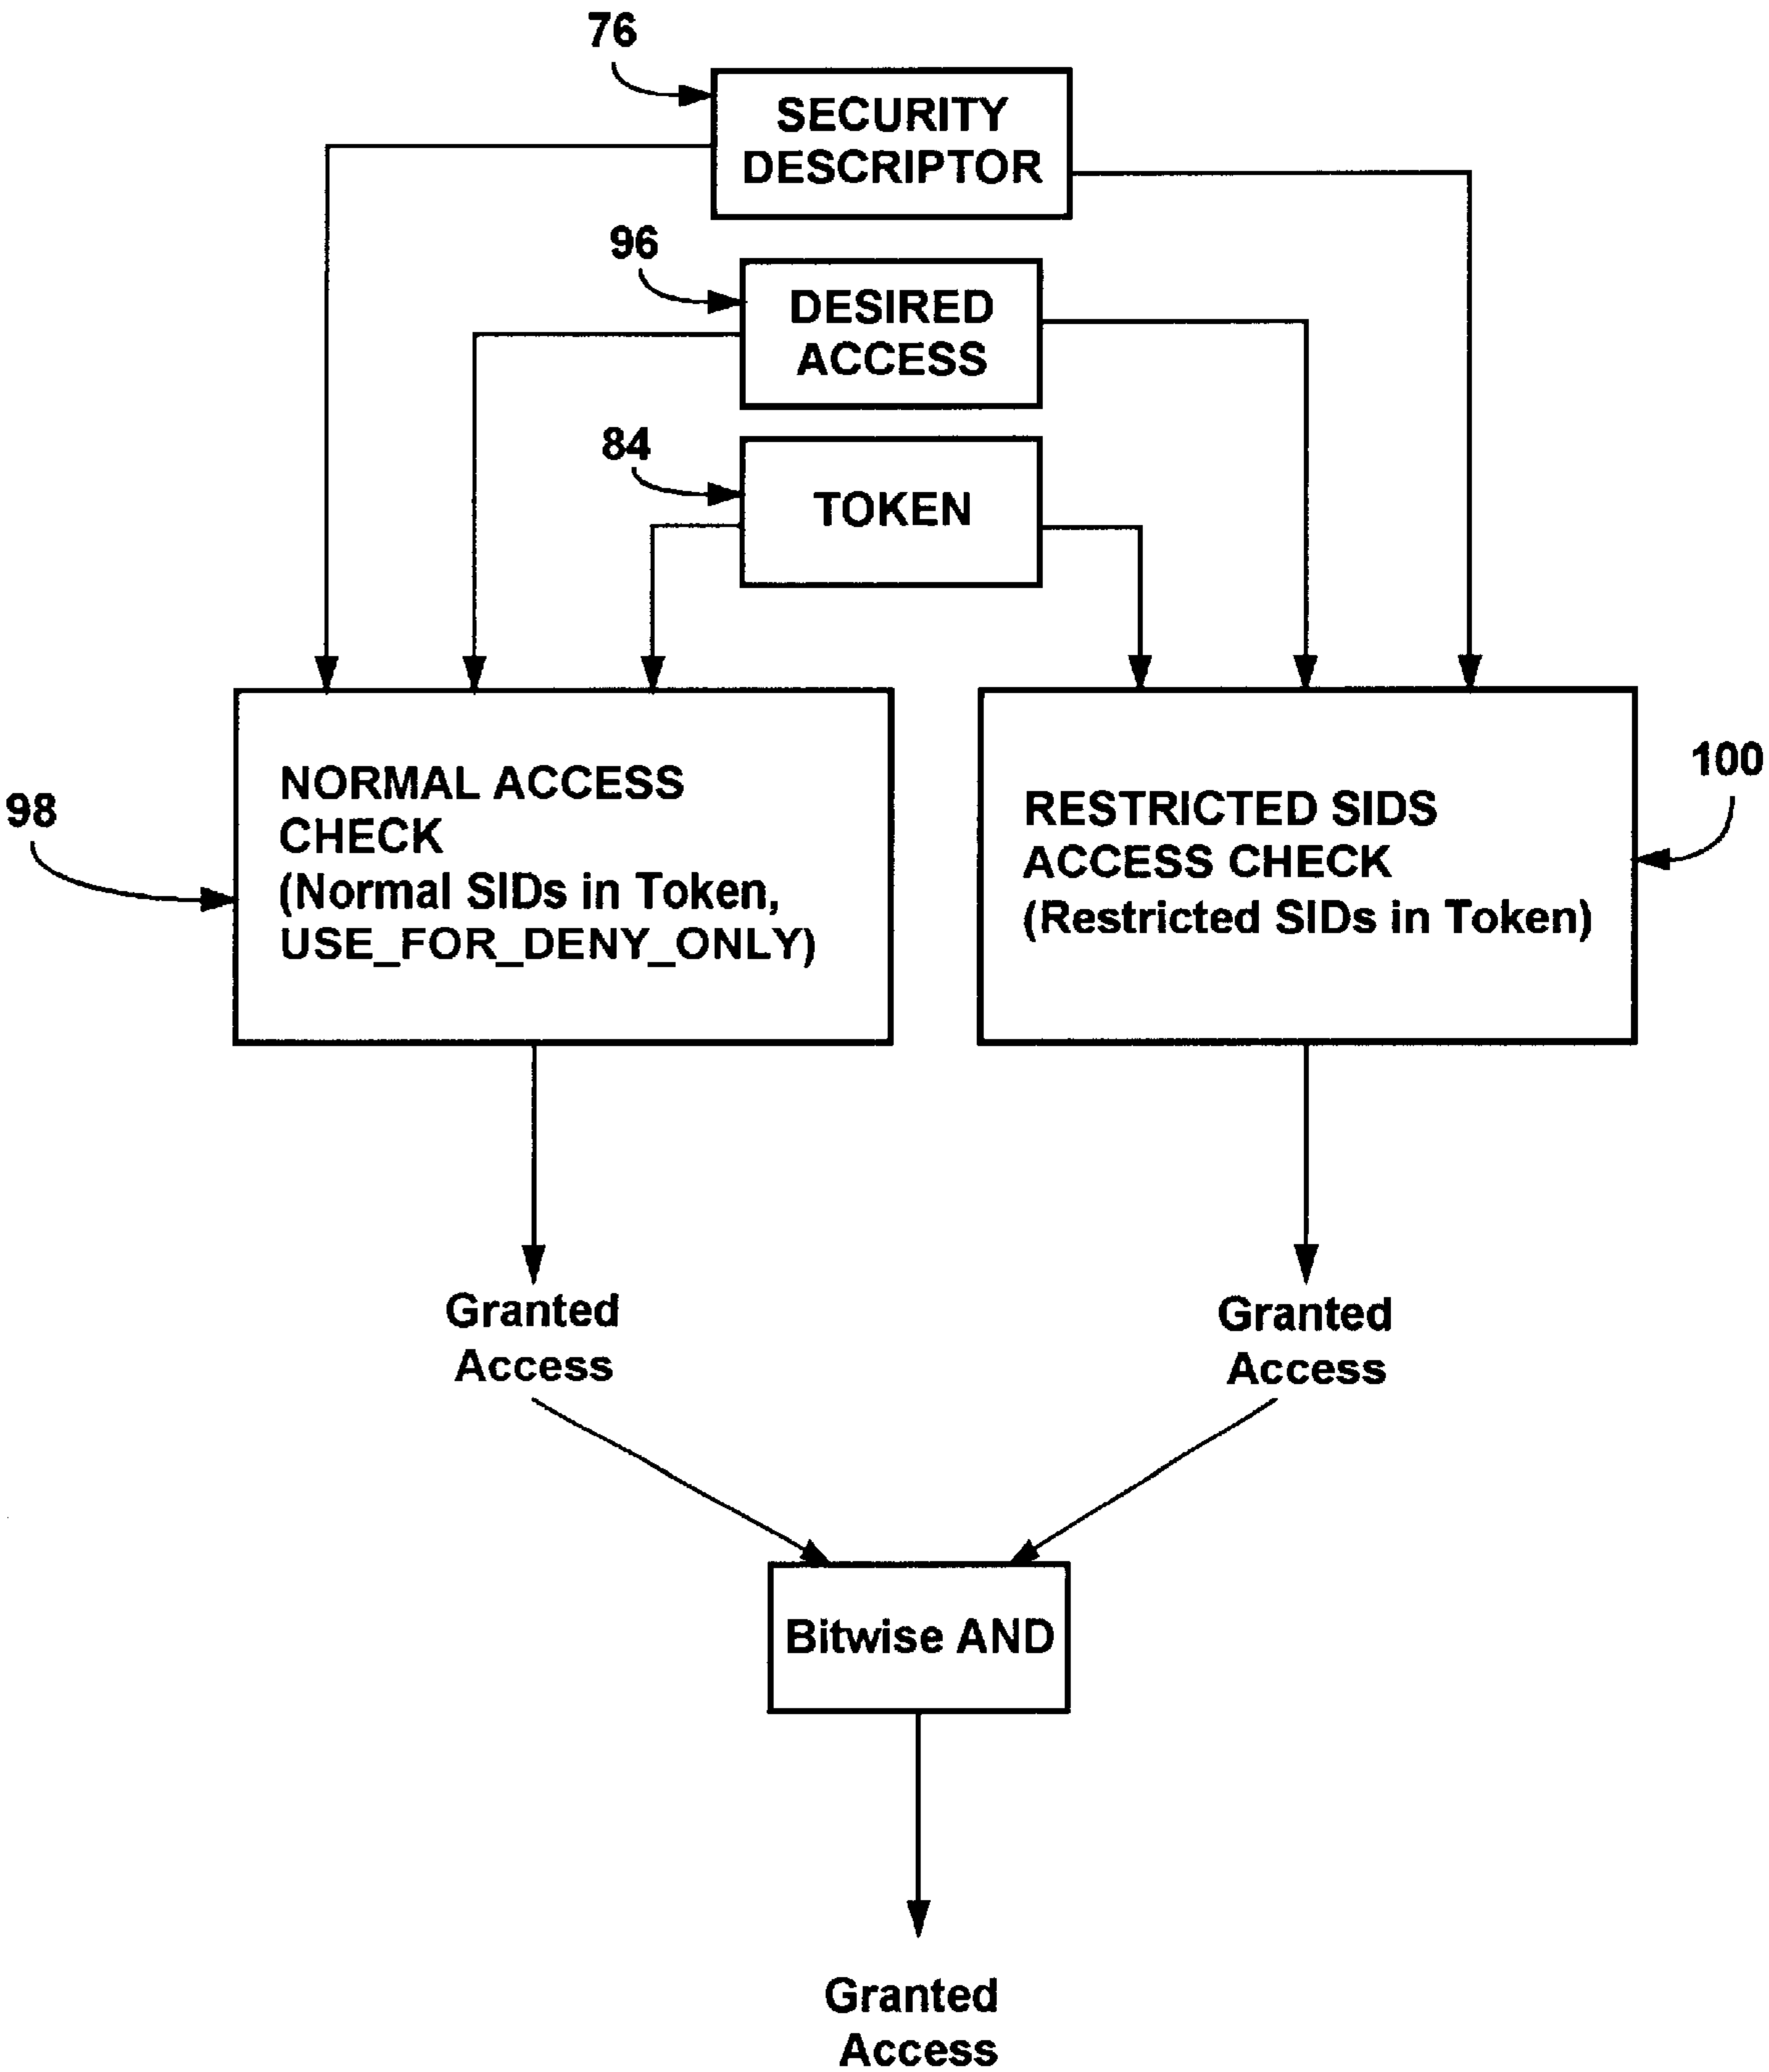 76
SECURITY
DESCRIPTOR
96
DESIRED
ACCESS
84
TOKEN
98
NORMAL ACCESS
CHECK
(Normal SIDs in Token,
USE_FOR_DENY_ONLY)
100
RESTRICTED SIDS
ACCESS CHECK
(Restricted SIDs in Token)
Granted
Access
Granted
Access
Bitwise AND
Granted
Access